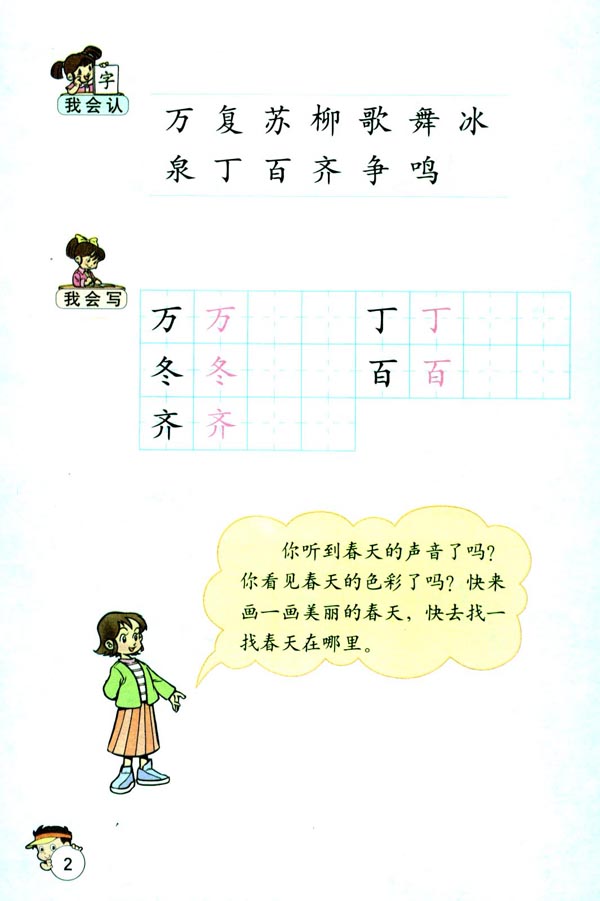 字
我会认
万 复 苏 柳 歌 舞 冰
泉 丁 百 齐 争 鸣
我会写
万 万 丁 丁
冬 冬 百 百
齐 齐
你听到春天的声音了吗？
你看见春天的色彩了吗？快来
画一画美丽的春天，快去找一
找春天在哪里。
2